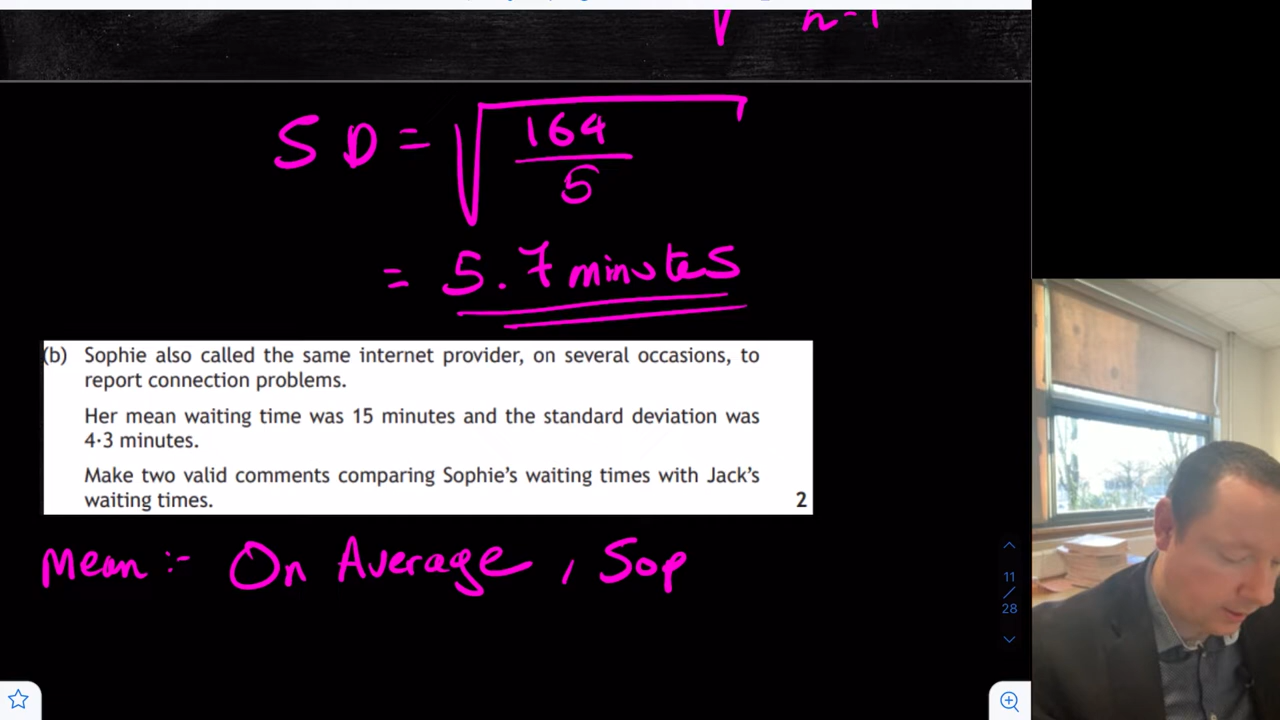 n-1
SD = √164/5
= 5.7 minutes
(b) Sophie also called the same internet provider, on several occasions, to
report connection problems.
Her mean waiting time was 15 minutes and the standard deviation was
4·3 minutes.
Make two valid comments comparing Sophie's waiting times with Jack's
waiting times.
2
Mean :- On Average, Sop
11
/
28